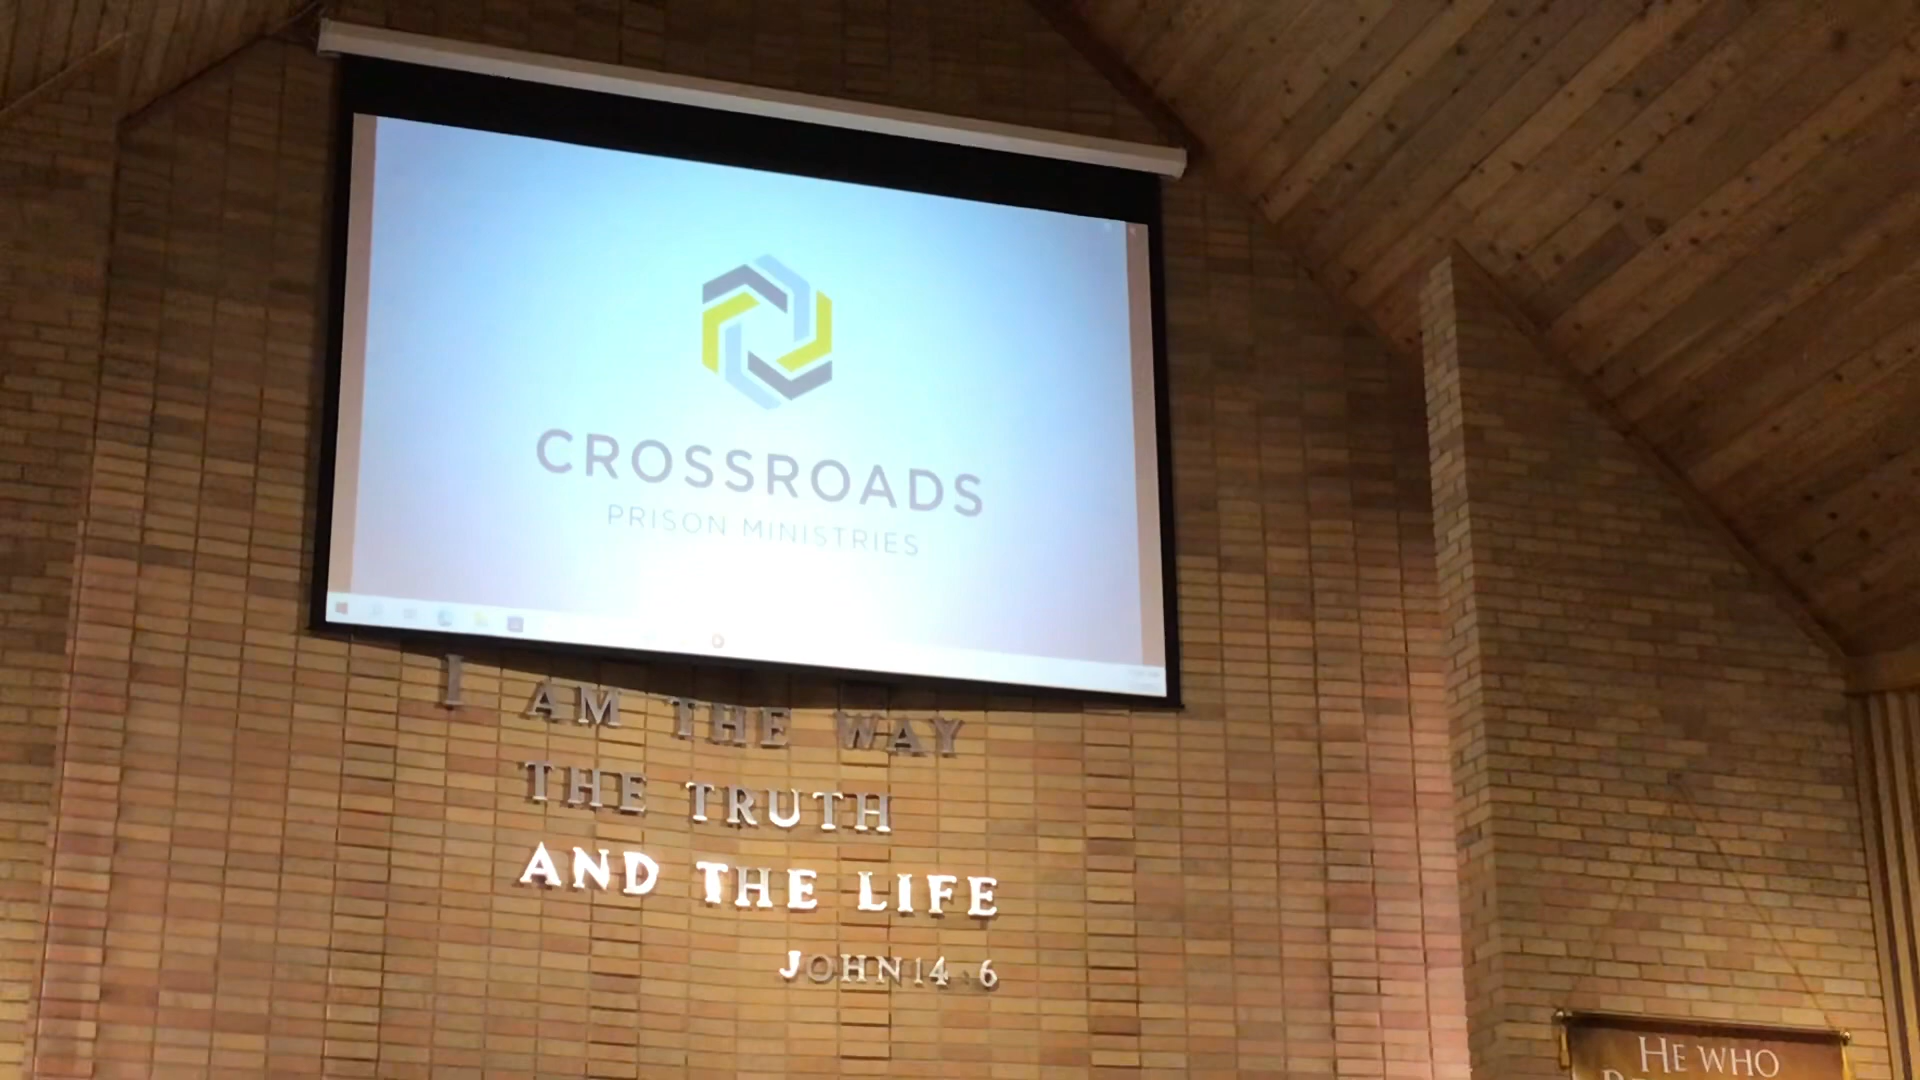 CROSSROADS
PRISON MINISTRIES
I AM THE WAY
THE TRUTH
AND THE LIFE
JOHN 14:6
HE WHO